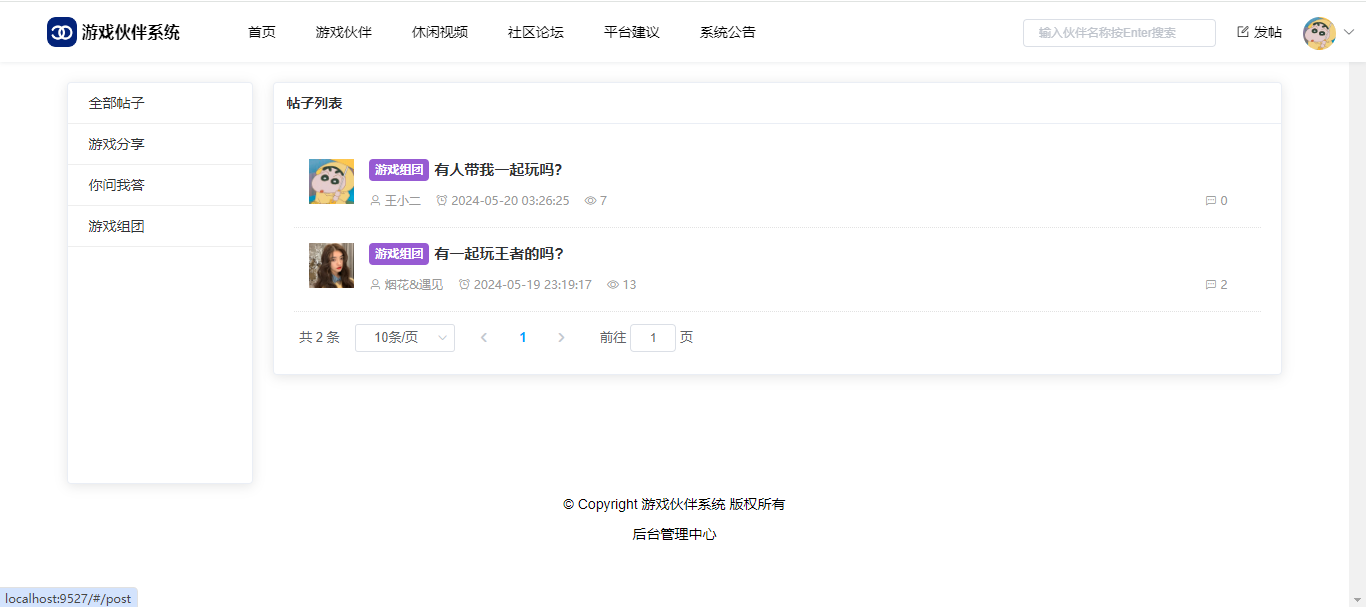 游戏伙伴系统 首页 游戏伙伴 休闲视频 社区论坛 平台建议 系统公告 输入伙伴名称按Enter搜索 发帖
全部帖子
游戏分享
你问我答
游戏组团
帖子列表
游戏组团 有人带我一起玩吗?
王小二 2024-05-20 03:26:25 7 0
游戏组团 有一起玩王者的吗?
烟花&遇见 2024-05-19 23:19:17 13 2
共 2 条 10条/页 1 前往 1 页
© Copyright 游戏伙伴系统 版权所有
后台管理中心
localhost:9527/#/post